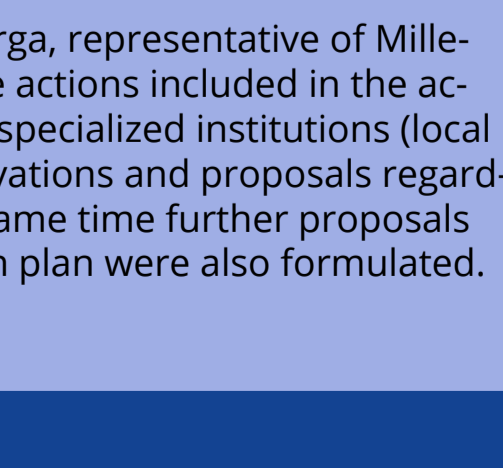 rga, representative of Mille-
e actions included in the ac-
specialized institutions (local
vations and proposals regard-
ame time further proposals
n plan were also formulated.